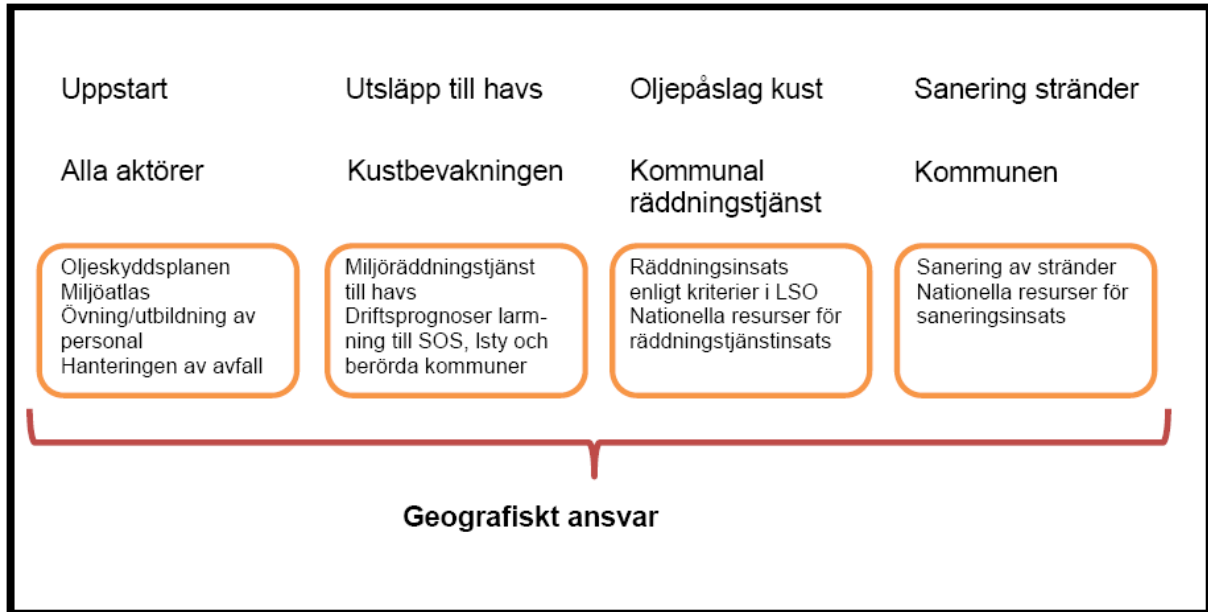 Uppstart
Utsläpp till havs
Oljepåslag kust
Sanering stränder
Alla aktörer
Kustbevakningen
Kommunal
räddningstjänst
Kommunen
Oljeskyddsplanen
Miljöatlas
Övning/utbildning av
personal
Hanteringen av avfall
Miljöräddningstjänst
till havs
Driftsprognoser larm-
ning till SOS, lsty och
berörda kommuner
Räddningsinsats
enligt kriterier i LSO
Nationella resurser för
räddningstjänstinsats
Sanering av stränder
Nationella resurser för
saneringsinsats
Geografiskt ansvar